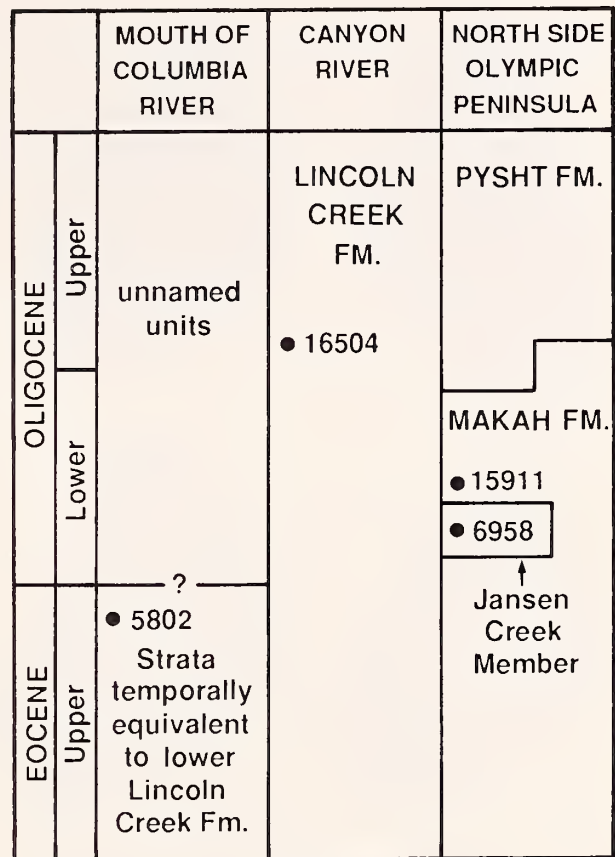 MOUTH OF
COLUMBIA
RIVER
CANYON
RIVER
NORTH SIDE
OLYMPIC
PENINSULA
OLIGOCENE
Upper
Lower
EOCENE
Upper
unnamed
units
?
5802
Strata
temporally
equivalent
to lower
Lincoln
Creek Fm.
LINCOLN
CREEK
FM.
16504
PYSHT FM.
MAKAH FM.
15911
6958
Jansen
Creek
Member